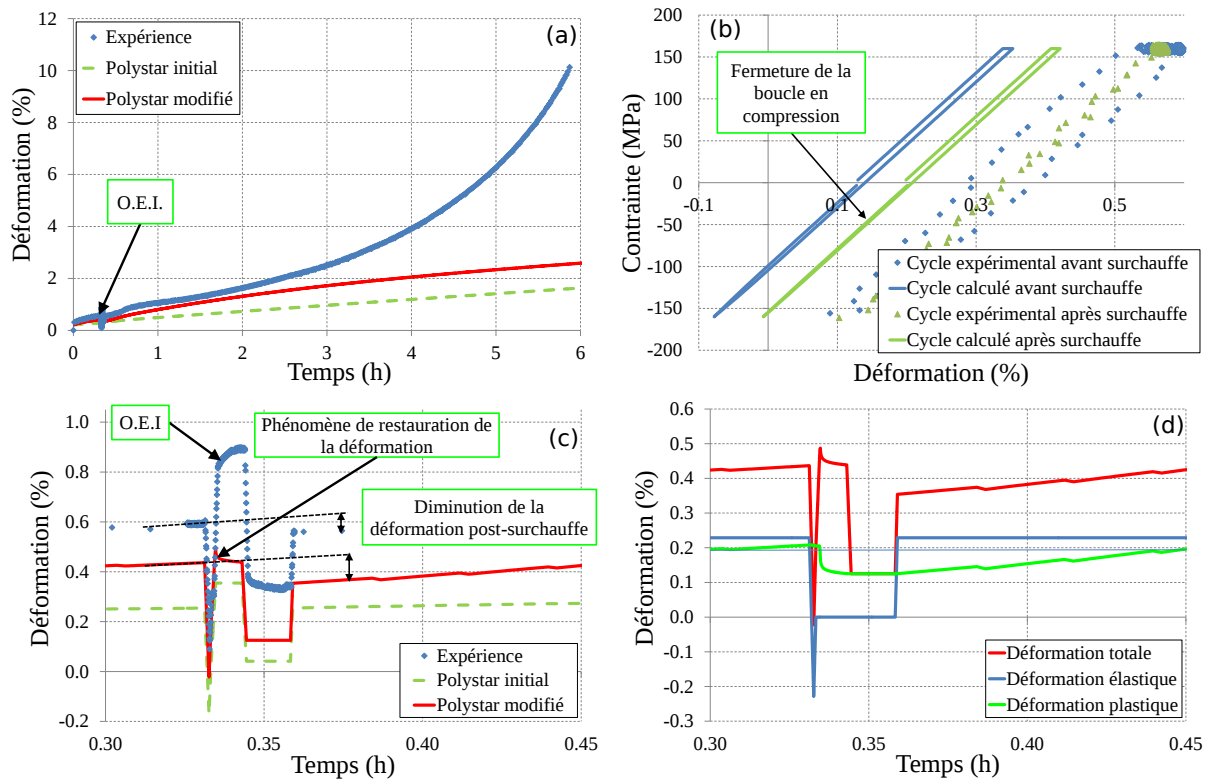 (a)
12
10
8
6
4
2
0
Déformation (%)
Expérience
Polystar initial
Polystar modifié
O.E.I.
0
1
2
3
4
5
6
Temps (h)
(b)
200
150
100
50
0
-50
-100
-150
-200
Contrainte (MPa)
Fermeture de la
boucle en
compression
-0.1
0.1
0.3
0.5
Cycle expérimental avant surchauffe
Cycle calculé avant surchauffe
Cycle expérimental après surchauffe
Cycle calculé après surchauffe
Déformation (%)
(c)
1.0
0.8
0.6
0.4
0.2
0.0
-0.2
Déformation (%)
O.E.I
Phénomène de restauration de
la déformation
Diminution de la
déformation post-surchauffe
Expérience
Polystar initial
Polystar modifié
0.30
0.35
0.40
0.45
Temps (h)
(d)
0.6
0.5
0.4
0.3
0.2
0.1
0.0
-0.1
-0.2
-0.3
Déformation (%)
Déformation totale
Déformation élastique
Déformation plastique
0.30
0.35
0.40
0.45
Temps (h)